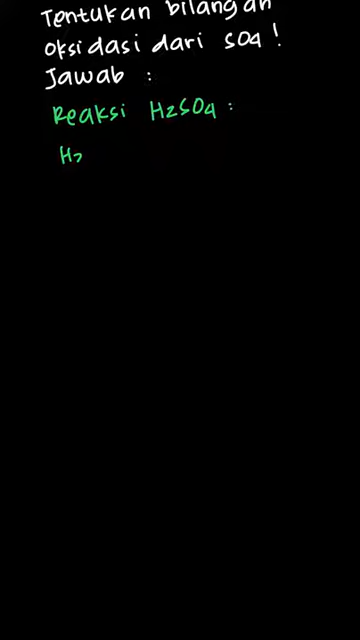 Tentukan bilangan
oksidasi dari SO4 !
Jawab :
Reaksi H2SO4 :
H2